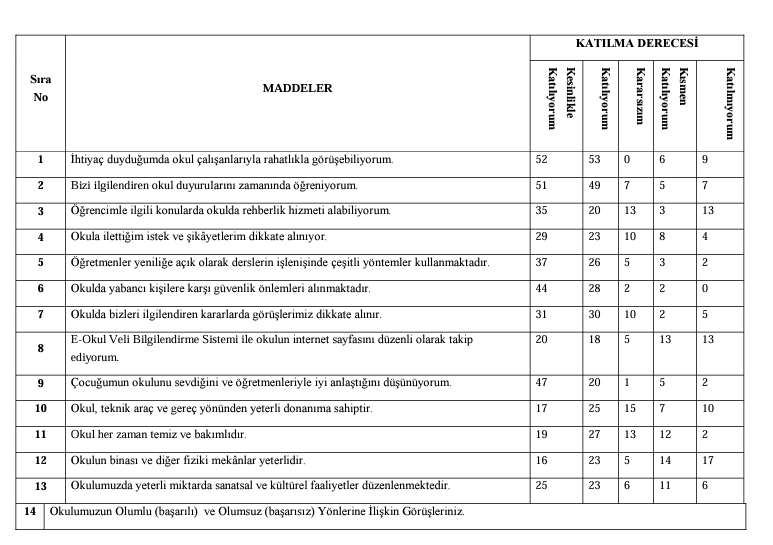 KATILMA DERECESİ
Sıra
No
MADDELER
Kesinlikle
Katılıyorum
Katılıyorum
Kararsızım
Kısmen
Katılıyorum
Katılmıyorum
1 İhtiyaç duyduğumda okul çalışanlarıyla rahatlıkla görüşebiliyorum. 52 53 0 6 9
2 Bizi ilgilendiren okul duyurularını zamanında öğreniyorum. 51 49 7 5 7
3 Öğrencimle ilgili konularda okulda rehberlik hizmeti alabiliyorum. 35 20 13 3 13
4 Okula ilettiğim istek ve şikâyetlerim dikkate alınıyor. 29 23 10 8 4
5 Öğretmenler yeniliğe açık olarak derslerin işlenişinde çeşitli yöntemler kullanmaktadır. 37 26 5 3 2
6 Okulda yabancı kişilere karşı güvenlik önlemleri alınmaktadır. 44 28 2 2 0
7 Okulda bizleri ilgilendiren kararlarda görüşlerimiz dikkate alınır. 31 30 10 2 5
8 E-Okul Veli Bilgilendirme Sistemi ile okulun internet sayfasını düzenli olarak takip 20 18 5 13 13
ediyorum.
9 Çocuğumun okulunu sevdiğini ve öğretmenleriyle iyi anlaştığını düşünüyorum. 47 20 1 5 2
10 Okul, teknik araç ve gereç yönünden yeterli donanıma sahiptir. 17 25 15 7 10
11 Okul her zaman temiz ve bakımlıdır. 19 27 13 12 2
12 Okulun binası ve diğer fiziki mekânlar yeterlidir. 16 23 5 14 17
13 Okulumuzda yeterli miktarda sanatsal ve kültürel faaliyetler düzenlenmektedir. 25 23 6 11 6
14 Okulumuzun Olumlu (başarılı) ve Olumsuz (başarısız) Yönlerine İlişkin Görüşleriniz.